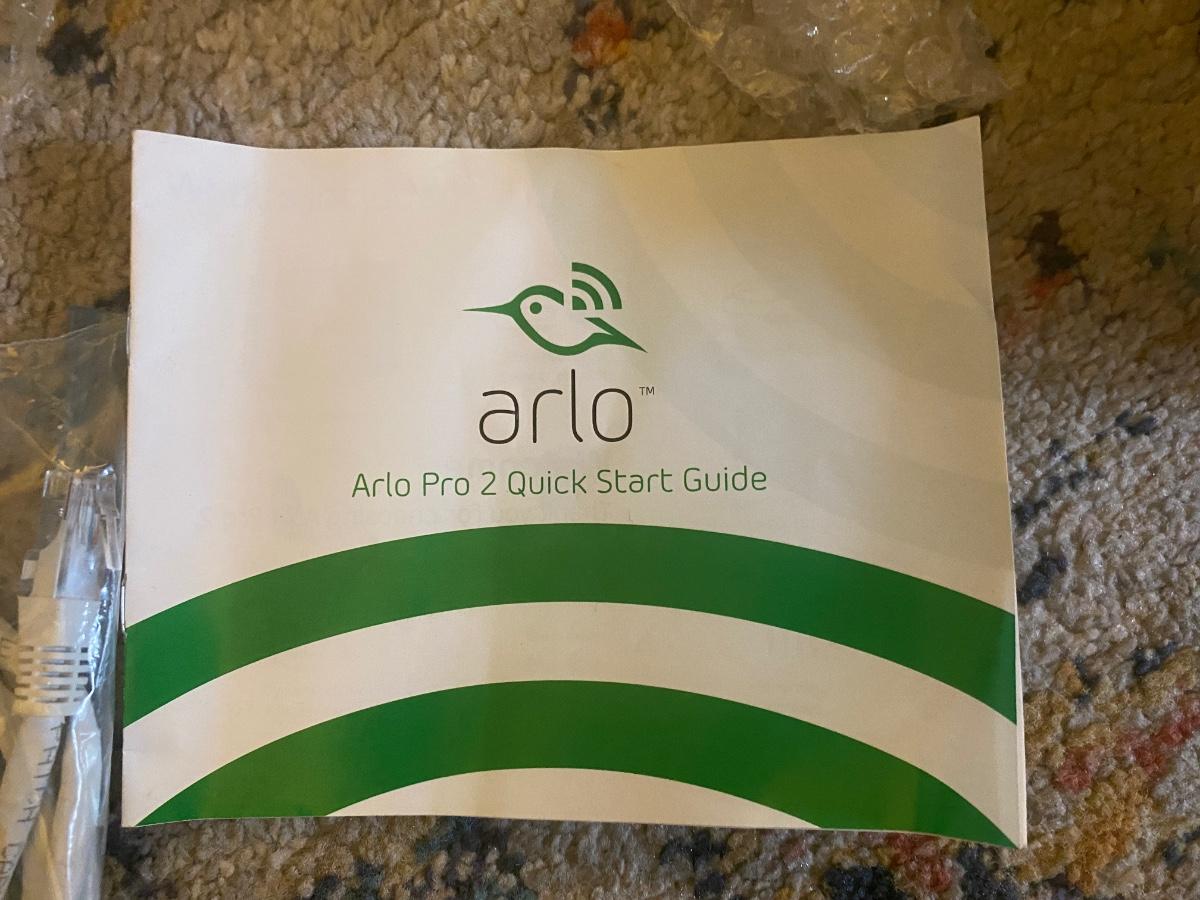 arlo™
Arlo Pro 2 Quick Start Guide